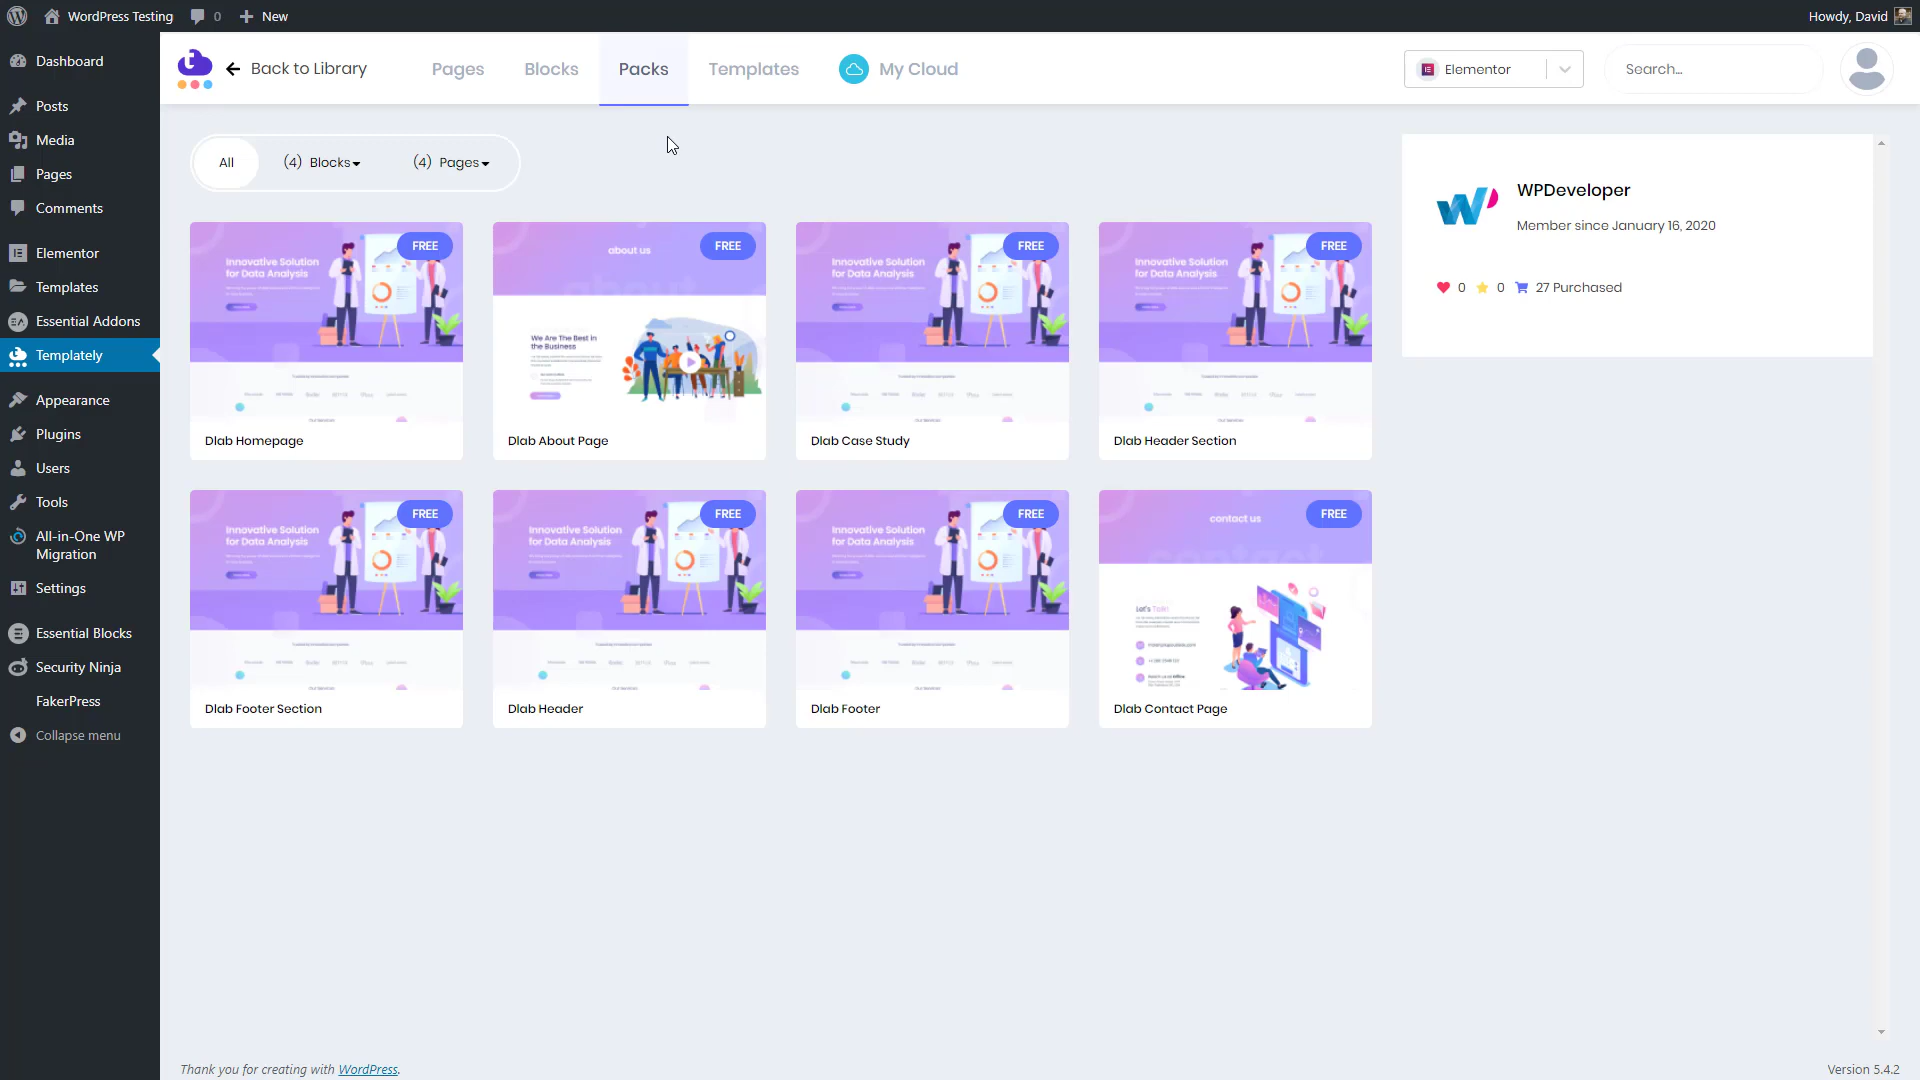 WordPress Testing
0
New
Howdy, David
Dashboard
Posts
Media
Pages
Comments
Elementor
Templates
Essential Addons
Templately
Appearance
Plugins
Users
Tools
All-in-One WP
Migration
Settings
Essential Blocks
Security Ninja
FakerPress
Collapse menu
Back to Library
Pages
Blocks
Packs
Templates
My Cloud
Elementor
Search...
All
(4) Blocks
(4) Pages
WPDeveloper
Member since January 16, 2020
0
0
27 Purchased
Innovative Solution
for Data Analysis
FREE
Dlab Homepage
about us
FREE
We Are The Best in
the Business
Dlab About Page
Innovative Solution
for Data Analysis
FREE
Dlab Case Study
Innovative Solution
for Data Analysis
FREE
Dlab Header Section
Innovative Solution
for Data Analysis
FREE
Dlab Footer Section
Innovative Solution
for Data Analysis
FREE
Dlab Header
Innovative Solution
for Data Analysis
FREE
Dlab Footer
contact us
FREE
Let's Talk!
Dlab Contact Page
Thank you for creating with WordPress.
Version 5.4.2